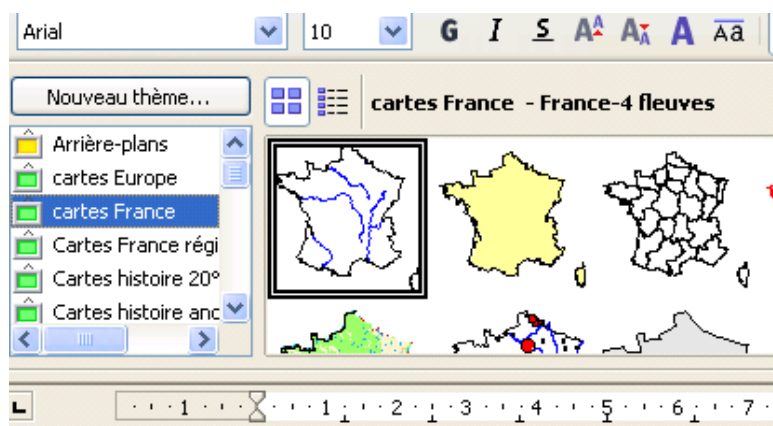 Arial 10 G I S A A A Aa
Nouveau thème...
cartes France - France-4 fleuves
Arrière-plans
cartes Europe
cartes France
Cartes France régi
Cartes histoire 20°
Cartes histoire anc
1 1 2 3 4 5 6 7